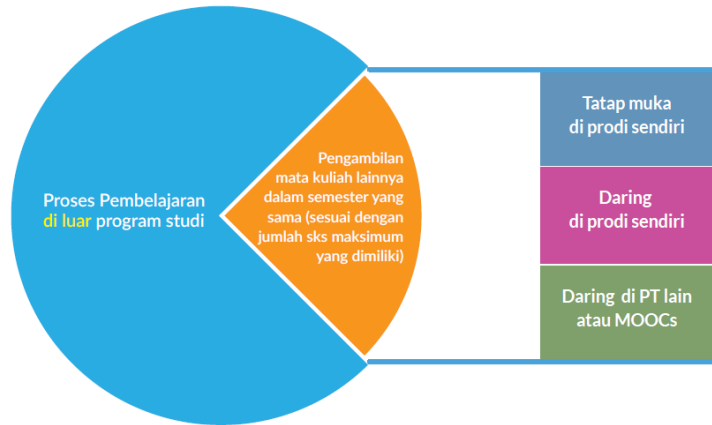 Proses Pembelajaran
di luar program studi
Pengambilan
mata kuliah lainnya
dalam semester yang
sama (sesuai dengan
jumlah sks maksimum
yang dimiliki)
Tatap muka
di prodi sendiri
Daring
di prodi sendiri
Daring di PT lain
atau MOOCs